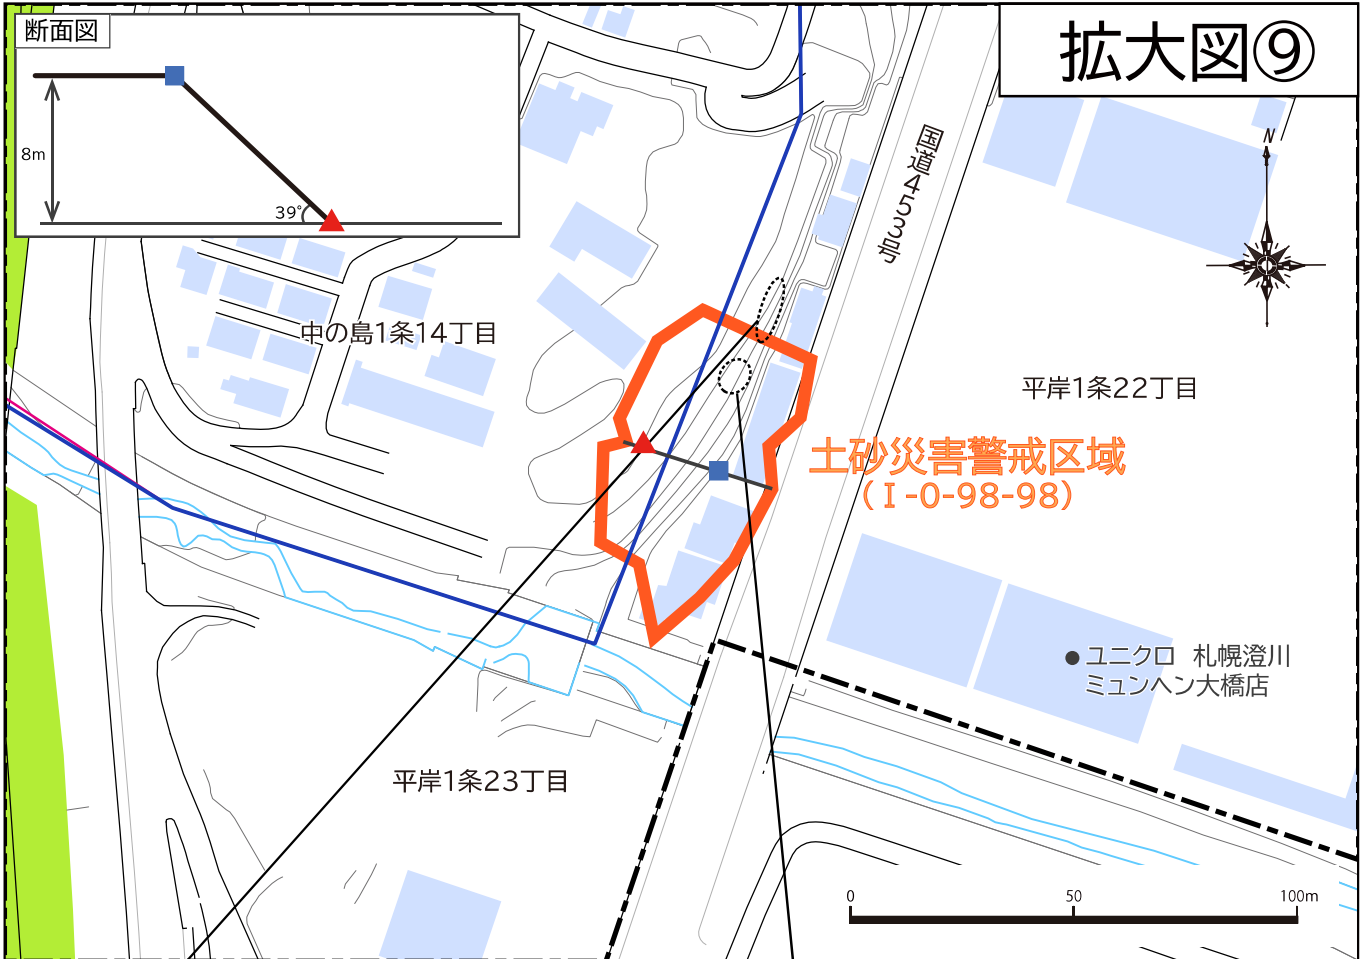 断面図
拡大図⑨
8m
39°
国道453号
N
中の島1条14丁目
平岸1条22丁目
土砂災害警戒区域
（Ⅰ-0-98-98）
ユニクロ 札幌澄川
ミュンヘン大橋店
平岸1条23丁目
0 50 100m